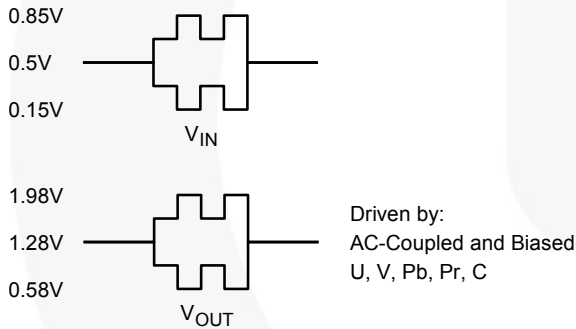 0.85V
0.5V
0.15V
VIN
1.98V
1.28V
0.58V
VOUT
Driven by:
AC-Coupled and Biased
U, V, Pb, Pr, C